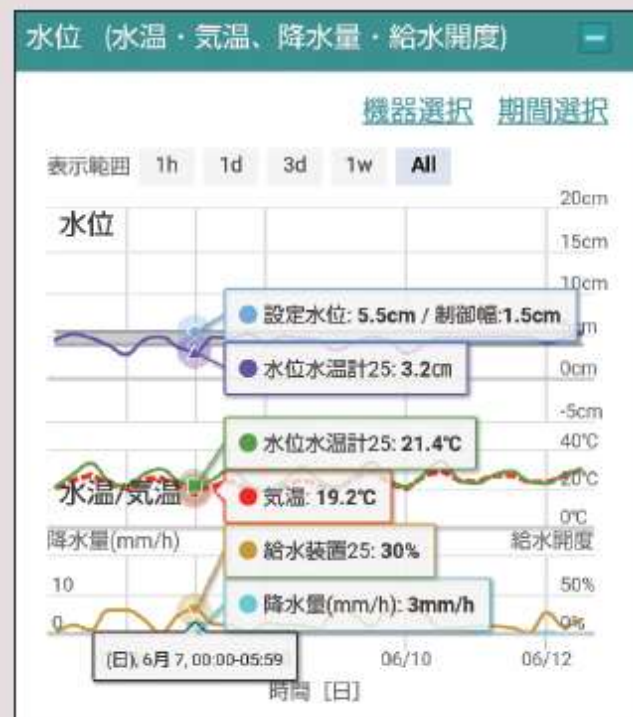 水位 (水温・気温、降水量・給水開度)
機器選択 期間選択
表示範囲 1h 1d 3d 1w All
20cm
水位
15cm
10cm
設定水位: 5.5cm / 制御幅:1.5cm
水位水温計25: 3.2cm
0cm
-5cm
水位水温計25: 21.4℃
40℃
水温/気温
気温: 19.2℃
20℃
0℃
降水量(mm/h)
給水装置25: 30%
給水開度
10
50%
降水量(mm/h): 3mm/h
0
0%
(日), 6月 7, 00:00-05:59
06/10 06/12
時間 [日]